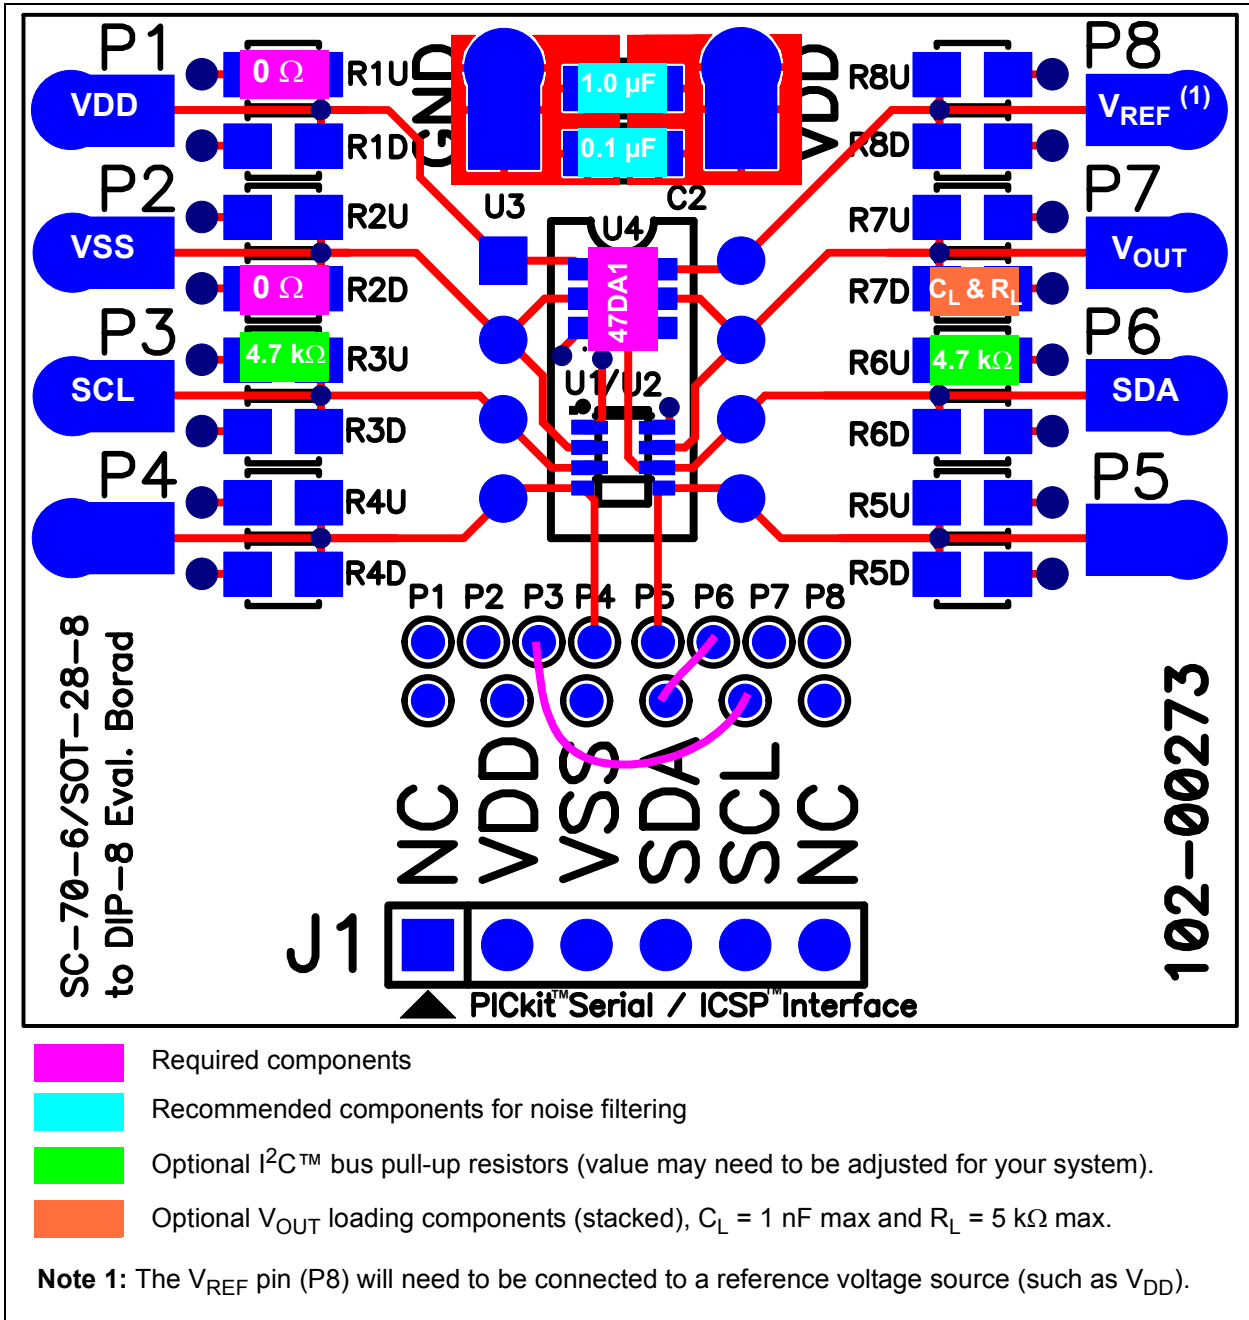 P1
VDD
0 Ω
R1U
R1D
GND
1.0 µF
0.1 µF
VDD
R8U
R8D
P8
VREF (1)
P2
VSS
R2U
0 Ω
R2D
U3
C2
U4
47DA1
R7U
CL & RL
R7D
P7
VOUT
P3
SCL
4.7 kΩ
R3U
R3D
U1/U2
R6U
4.7 kΩ
R6D
P6
SDA
P4
R4U
R4D
R5U
R5D
P5
P1 P2 P3 P4 P5 P6 P7 P8
NC VDD VSS SDA SCL NC
SC-70-6/SOT-28-8
to DIP-8 Eval. Borad
102-00273
J1
PICkit™ Serial / ICSP™ Interface
Required components
Recommended components for noise filtering
Optional I²C™ bus pull-up resistors (value may need to be adjusted for your system).
Optional VOUT loading components (stacked), CL = 1 nF max and RL = 5 kΩ max.
Note 1: The VREF pin (P8) will need to be connected to a reference voltage source (such as VDD).